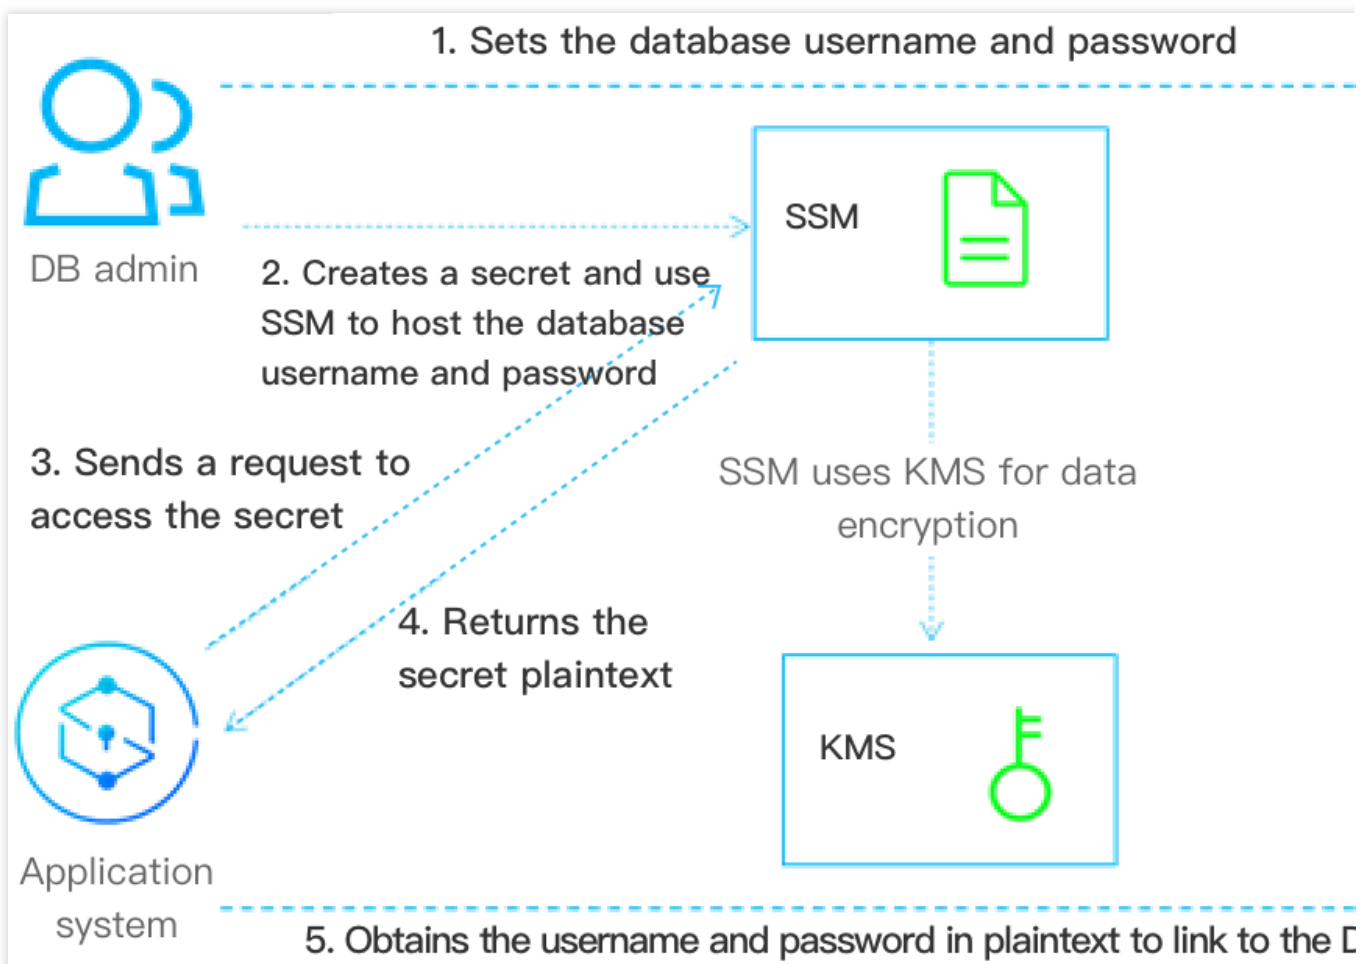 1. Sets the database username and password
SSM
DB admin
2. Creates a secret and use
SSM to host the database
username and password
3. Sends a request to
access the secret
SSM uses KMS for data
encryption
4. Returns the
secret plaintext
KMS
Application
system
5. Obtains the username and password in plaintext to link to the